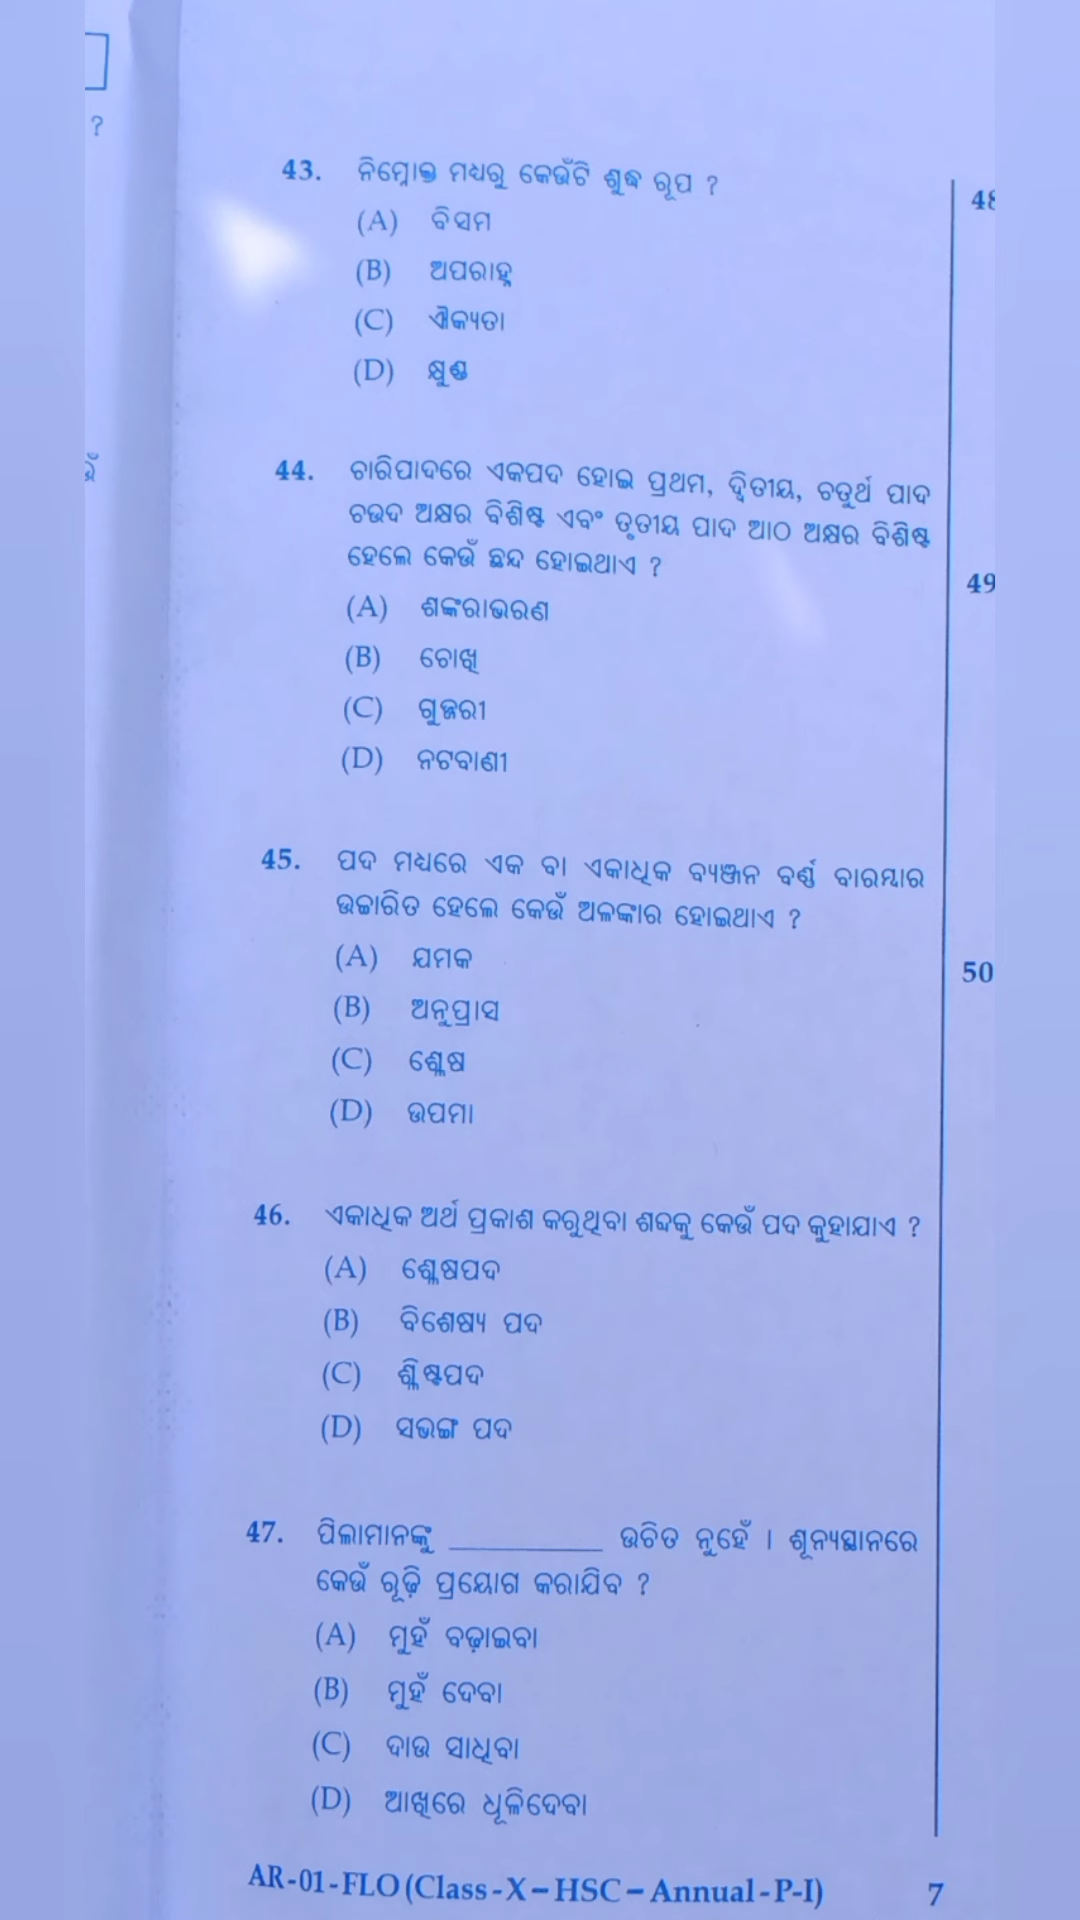 ?
43. ନିମ୍ନୋକ୍ତ ମଧ୍ୟରୁ କେଉଁଟି ଶୁଦ୍ଧ ରୂପ ?
(A) ବିସମ
(B) ଅପରାହ୍ନ
(C) ଐକ୍ୟତା
(D) କ୍ଷୁଣ୍ଣ
44. ଚାରିପାଦରେ ଏକପଦ ହୋଇ ପ୍ରଥମ, ଦ୍ୱିତୀୟ, ଚତୁର୍ଥ ପାଦ
ଚଉଦ ଅକ୍ଷର ବିଶିଷ୍ଟ ଏବଂ ତୃତୀୟ ପାଦ ଆଠ ଅକ୍ଷର ବିଶିଷ୍ଟ
ହେଲେ କେଉଁ ଛନ୍ଦ ହୋଇଥାଏ ?
(A) ଶଙ୍କରାଭରଣ
(B) ଚୋଖି
(C) ଗୁଜ୍ଜରୀ
(D) ନଟବାଣୀ
45. ପଦ ମଧ୍ୟରେ ଏକ ବା ଏକାଧିକ ବ୍ୟଞ୍ଜନ ବର୍ଣ୍ଣ ବାରମ୍ବାର
ଉଚ୍ଚାରିତ ହେଲେ କେଉଁ ଅଳଙ୍କାର ହୋଇଥାଏ ?
(A) ଯମକ
(B) ଅନୁପ୍ରାସ
(C) ଶ୍ଳେଷ
(D) ଉପମା
46. ଏକାଧିକ ଅର୍ଥ ପ୍ରକାଶ କରୁଥିବା ଶବ୍ଦକୁ କେଉଁ ପଦ କୁହାଯାଏ ?
(A) ଶ୍ଳେଷପଦ
(B) ବିଶେଷ୍ୟ ପଦ
(C) ଶ୍ଳିଷ୍ଟପଦ
(D) ସଭଙ୍ଗ ପଦ
47. ପିଲାମାନଙ୍କୁ __________ ଉଚିତ ନୁହେଁ । ଶୂନ୍ୟସ୍ଥାନରେ
କେଉଁ ରୂଢ଼ି ପ୍ରୟୋଗ କରାଯିବ ?
(A) ମୁହଁ ବଢ଼ାଇବା
(B) ମୁହଁ ଦେବା
(C) ଦାଉ ସାଧିବା
(D) ଆଖିରେ ଧୂଳିଦେବା
49
50
AR-01-FLO (Class-X–HSC–Annual-P-I) 7